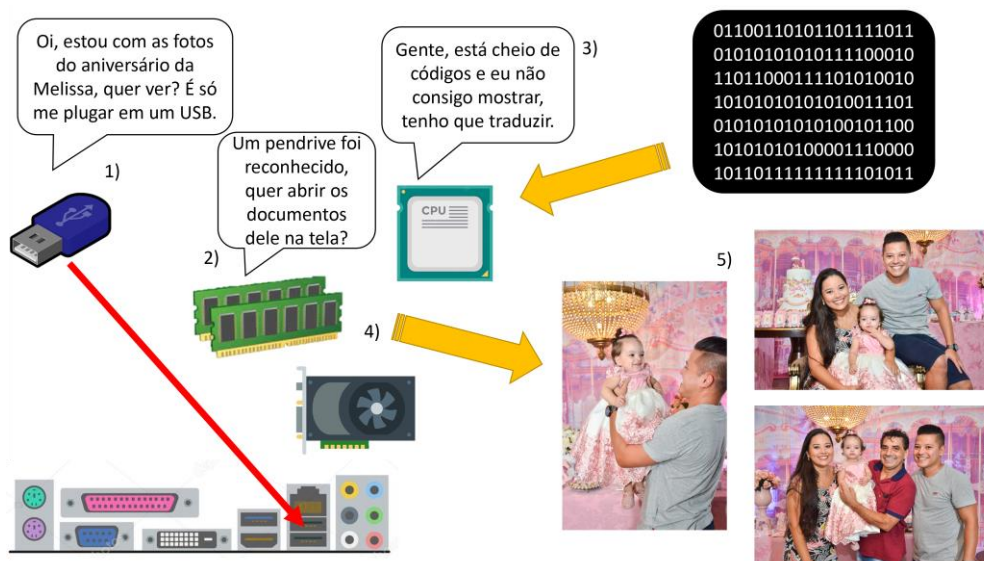 Oi, estou com as fotos
do aniversário da
Melissa, quer ver? É só
me plugar em um USB.
1)
Um pendrive foi
reconhecido,
quer abrir os
documentos
dele na tela?
2)
Gente, está cheio de
códigos e eu não
consigo mostrar,
tenho que traduzir.
3)
CPU
01100110101101111011
01010101010111100010
11011000111101010010
10101010101010011101
01010101010100101100
10101010100001110000
10110111111111101011
4)
5)